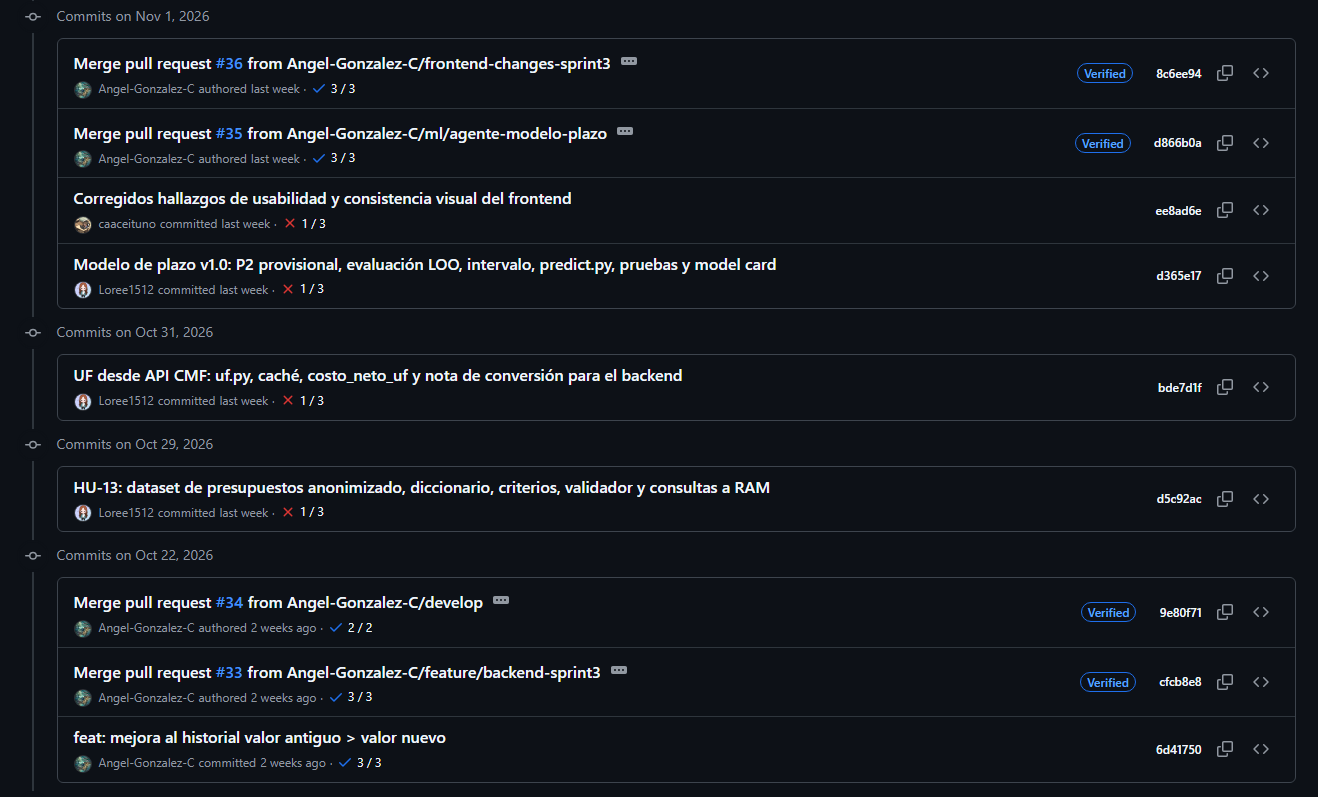 Commits on Nov 1, 2026
Merge pull request #36 from Angel-Gonzalez-C/frontend-changes-sprint3
Verified
8c6ee94
Angel-Gonzalez-C authored last week · 3 / 3
Merge pull request #35 from Angel-Gonzalez-C/ml/agente-modelo-plazo
Verified
d866b0a
Angel-Gonzalez-C authored last week · 3 / 3
Corregidos hallazgos de usabilidad y consistencia visual del frontend
ee8ad6e
caaceituno committed last week · 1 / 3
Modelo de plazo v1.0: P2 provisional, evaluación LOO, intervalo, predict.py, pruebas y model card
d365e17
Loree1512 committed last week · 1 / 3
Commits on Oct 31, 2026
UF desde API CMF: uf.py, caché, costo_neto_uf y nota de conversión para el backend
bde7d1f
Loree1512 committed last week · 1 / 3
Commits on Oct 29, 2026
HU-13: dataset de presupuestos anonimizado, diccionario, criterios, validador y consultas a RAM
d5c92ac
Loree1512 committed last week · 1 / 3
Commits on Oct 22, 2026
Merge pull request #34 from Angel-Gonzalez-C/develop
Verified
9e80f71
Angel-Gonzalez-C authored 2 weeks ago · 2 / 2
Merge pull request #33 from Angel-Gonzalez-C/feature/backend-sprint3
Verified
cfcb8e8
Angel-Gonzalez-C authored 2 weeks ago · 3 / 3
feat: mejora al historial valor antiguo > valor nuevo
6d41750
Angel-Gonzalez-C committed 2 weeks ago · 3 / 3